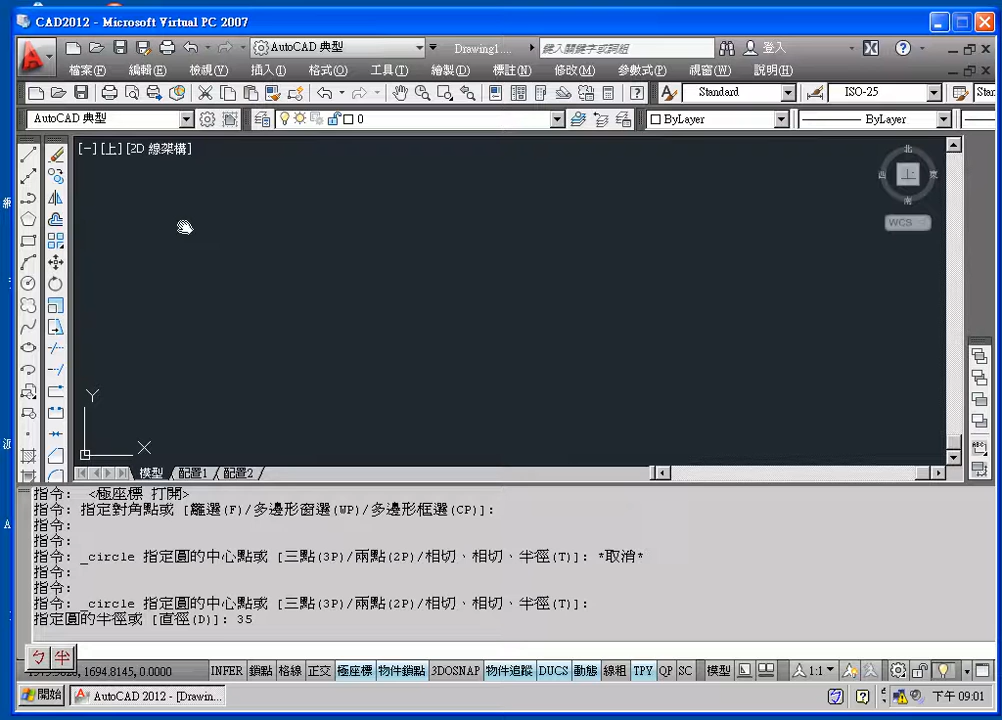 CAD2012 - Microsoft Virtual PC 2007
AutoCAD 典型
Drawing1....
鍵入關鍵字或詞組
登入
檔案(F) 編輯(E) 檢視(V) 插入(I) 格式(O) 工具(T) 繪製(D) 標註(N) 修改(M) 參數式(P) 視窗(W) 說明(H)
Standard ISO-25 Star
AutoCAD 典型 0 ByLayer ByLayer
[-][上][2D 線架構]
北
西 上 東
南
WCS
Y
X
模型 配置1 配置2
指令: <極座標 打開>
指令: 指定對角點或 [籬選(F)/多邊形窗選(WP)/多邊形框選(CP)]:
指令:
指令:
指令: _circle 指定圓的中心點或 [三點(3P)/兩點(2P)/相切、相切、半徑(T)]: *取消*
指令:
指令:
指令: _circle 指定圓的中心點或 [三點(3P)/兩點(2P)/相切、相切、半徑(T)]:
指定圓的半徑或 [直徑(D)]: 35
ㄅ 半
1694.8145, 0.0000 INFER 鎖點 格線 正交 極座標 物件鎖點 3DOSNAP 物件追蹤 DUCS 動態 線粗 TPY QP SC 模型 1:1
開始 AutoCAD 2012 - [Drawin... 下午 09:01